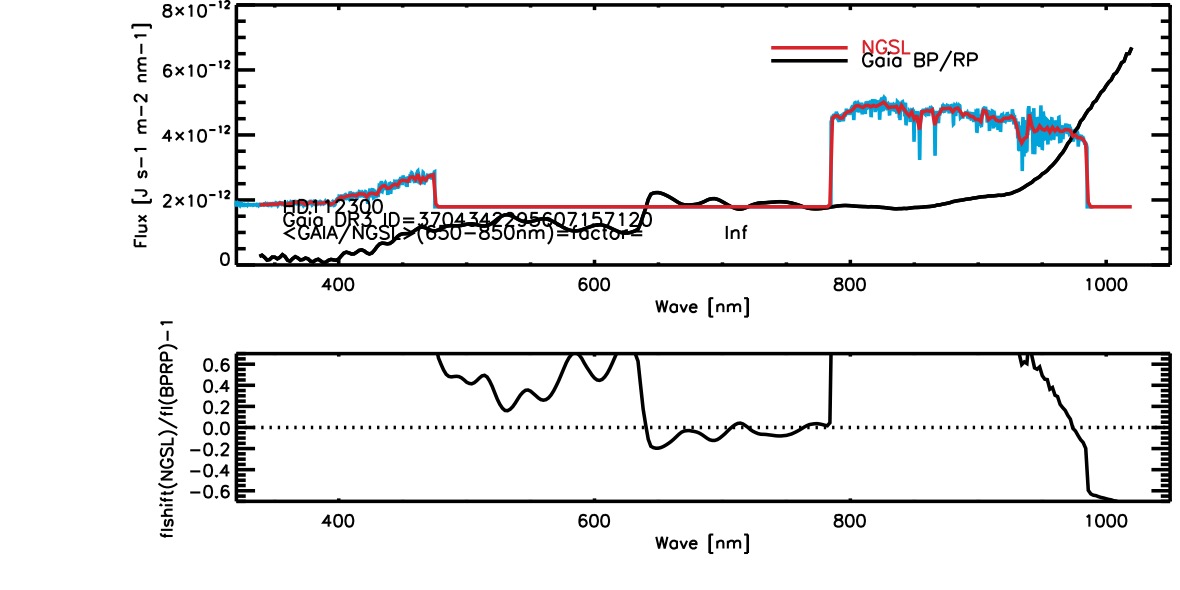 8×10-12
6×10-12
4×10-12
2×10-12
0
Flux [J s-1 m-2 nm-1]
NGSL
Gaia BP/RP
HD112300
Gaia DR3 ID=
<GAIA/NGSL>(650-850nm)=factor= Inf
400 600 800 1000
Wave [nm]
flshift(NGSL)/fl(BPRP)-1
0.6
0.4
0.2
0.0
-0.2
-0.4
-0.6
400 600 800 1000
Wave [nm]